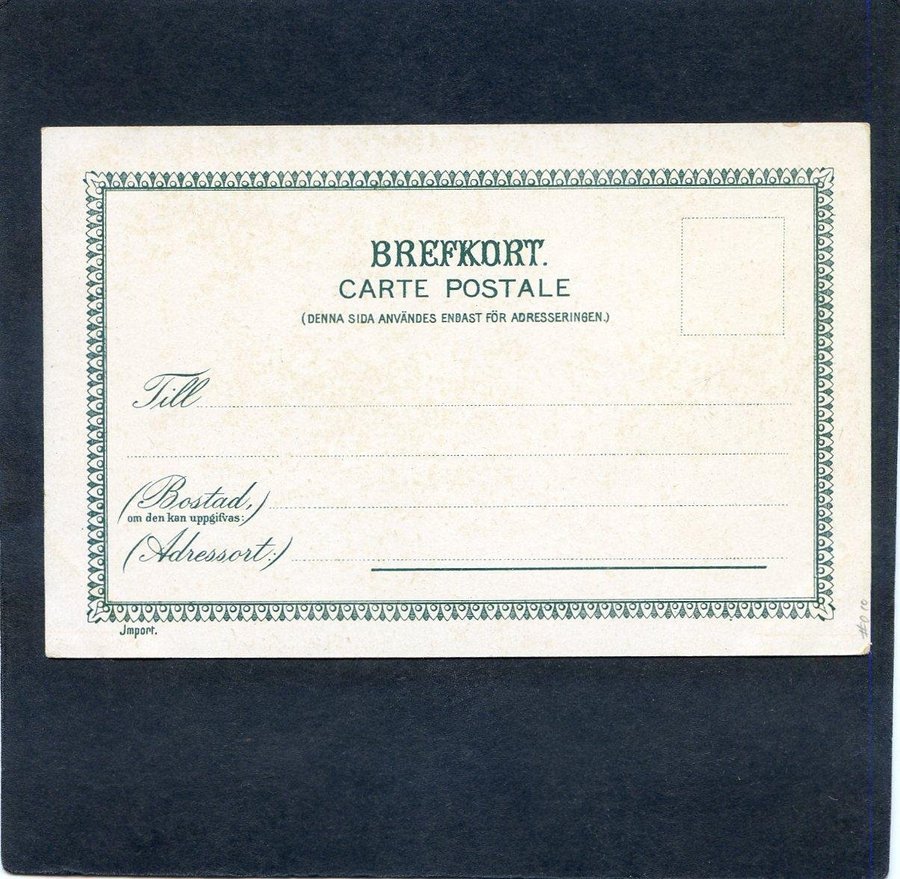 BREFKORT.
CARTE POSTALE
(DENNA SIDA ANVÄNDES ENDAST FÖR ADRESSERINGEN.)
Till
(Bostad,)
om den kan uppgifvas:
(Adressort:)
Import.